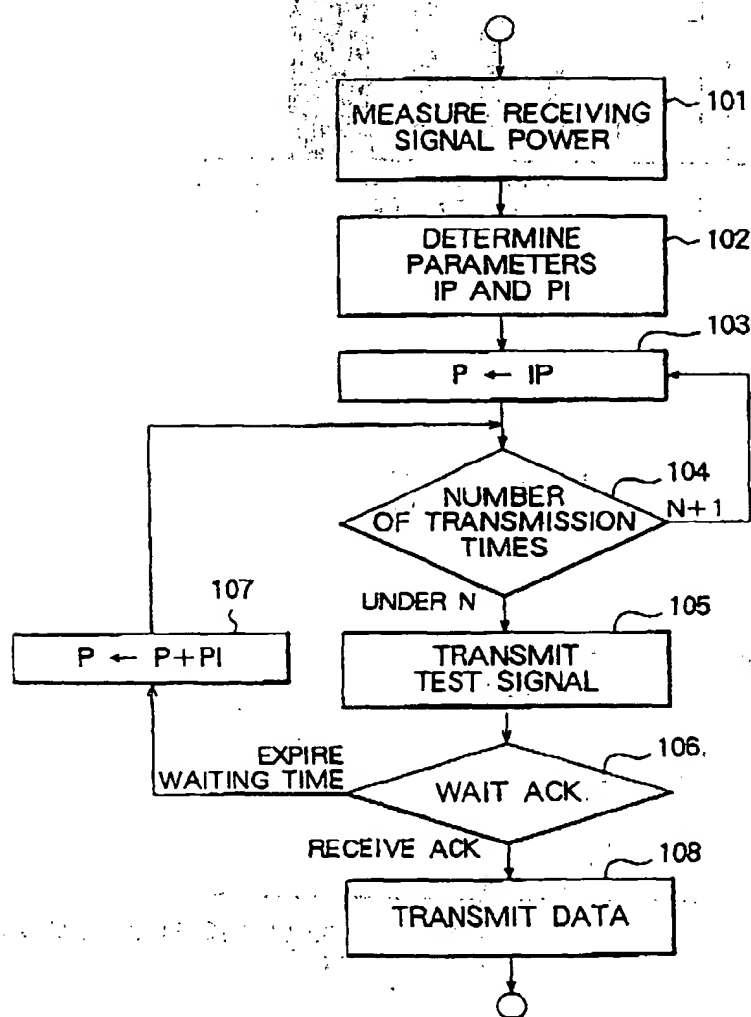 MEASURE RECEIVING
SIGNAL POWER
101
DETERMINE
PARAMETERS
IP AND PI
102
103
P ← IP
104
NUMBER
OF TRANSMISSION
TIMES
N+1
UNDER N
107
105
P ← P+PI
TRANSMIT
TEST SIGNAL
EXPIRE
WAITING TIME
106
WAIT ACK
RECEIVE ACK
108
TRANSMIT DATA